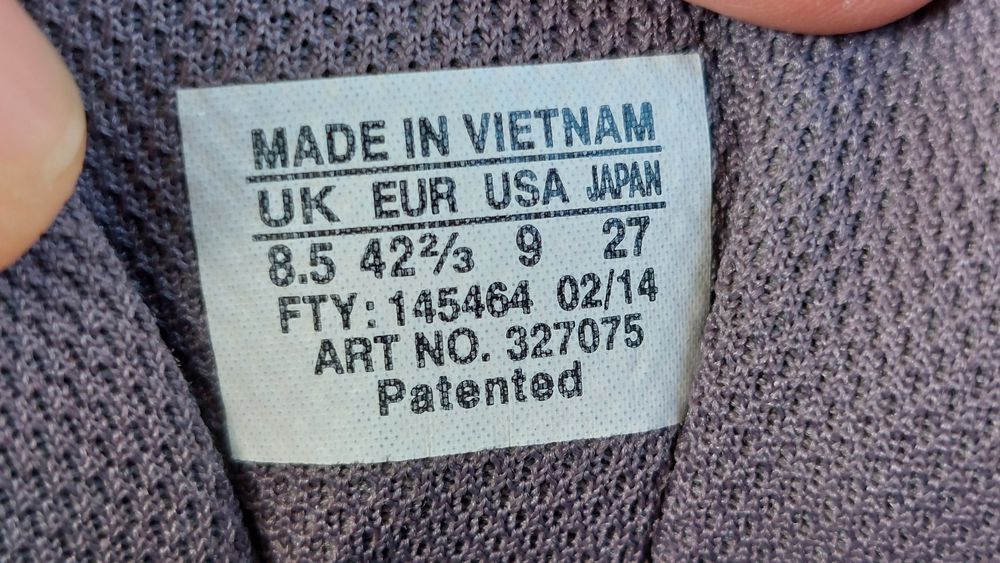 MADE IN VIETNAM
UK EUR USA JAPAN
8.5 42⅔ 9 27
FTY: 145464 02/14
ART NO. 327075
Patented